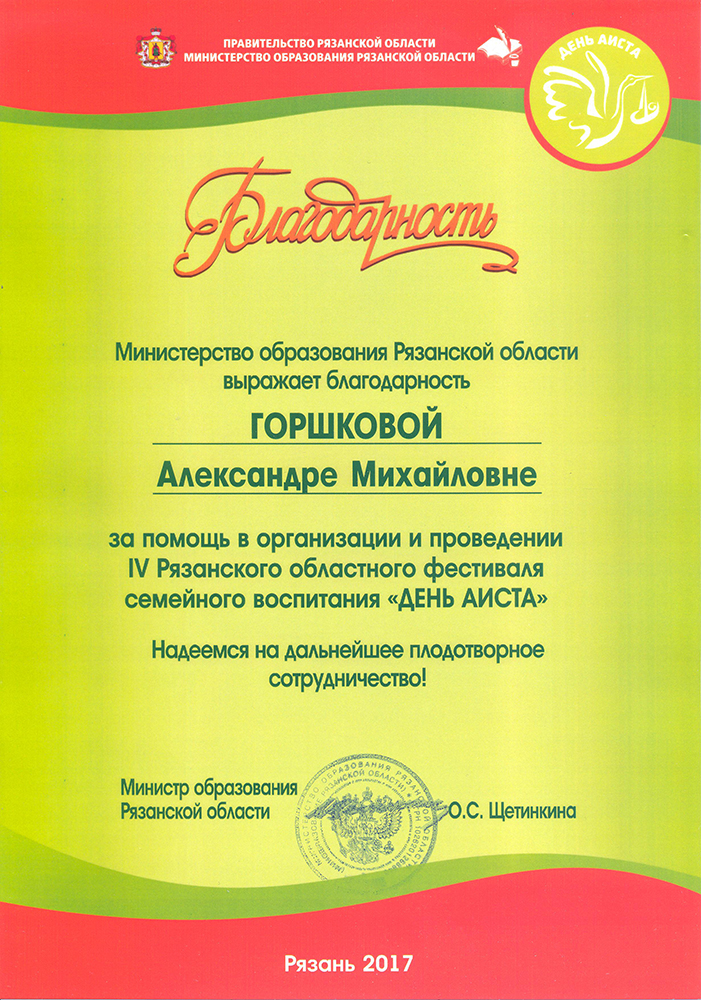 ПРАВИТЕЛЬСТВО РЯЗАНСКОЙ ОБЛАСТИ
МИНИСТЕРСТВО ОБРАЗОВАНИЯ РЯЗАНСКОЙ ОБЛАСТИ
ДЕНЬ АИСТА
Благодарность
Министерство образования Рязанской области
выражает благодарность
ГОРШКОВОЙ
Александре Михайловне
за помощь в организации и проведении
IV Рязанского областного фестиваля
семейного воспитания «ДЕНЬ АИСТА»
Надеемся на дальнейшее плодотворное
сотрудничество!
Министр образования
Рязанской области
О.С. Щетинкина
Рязань 2017